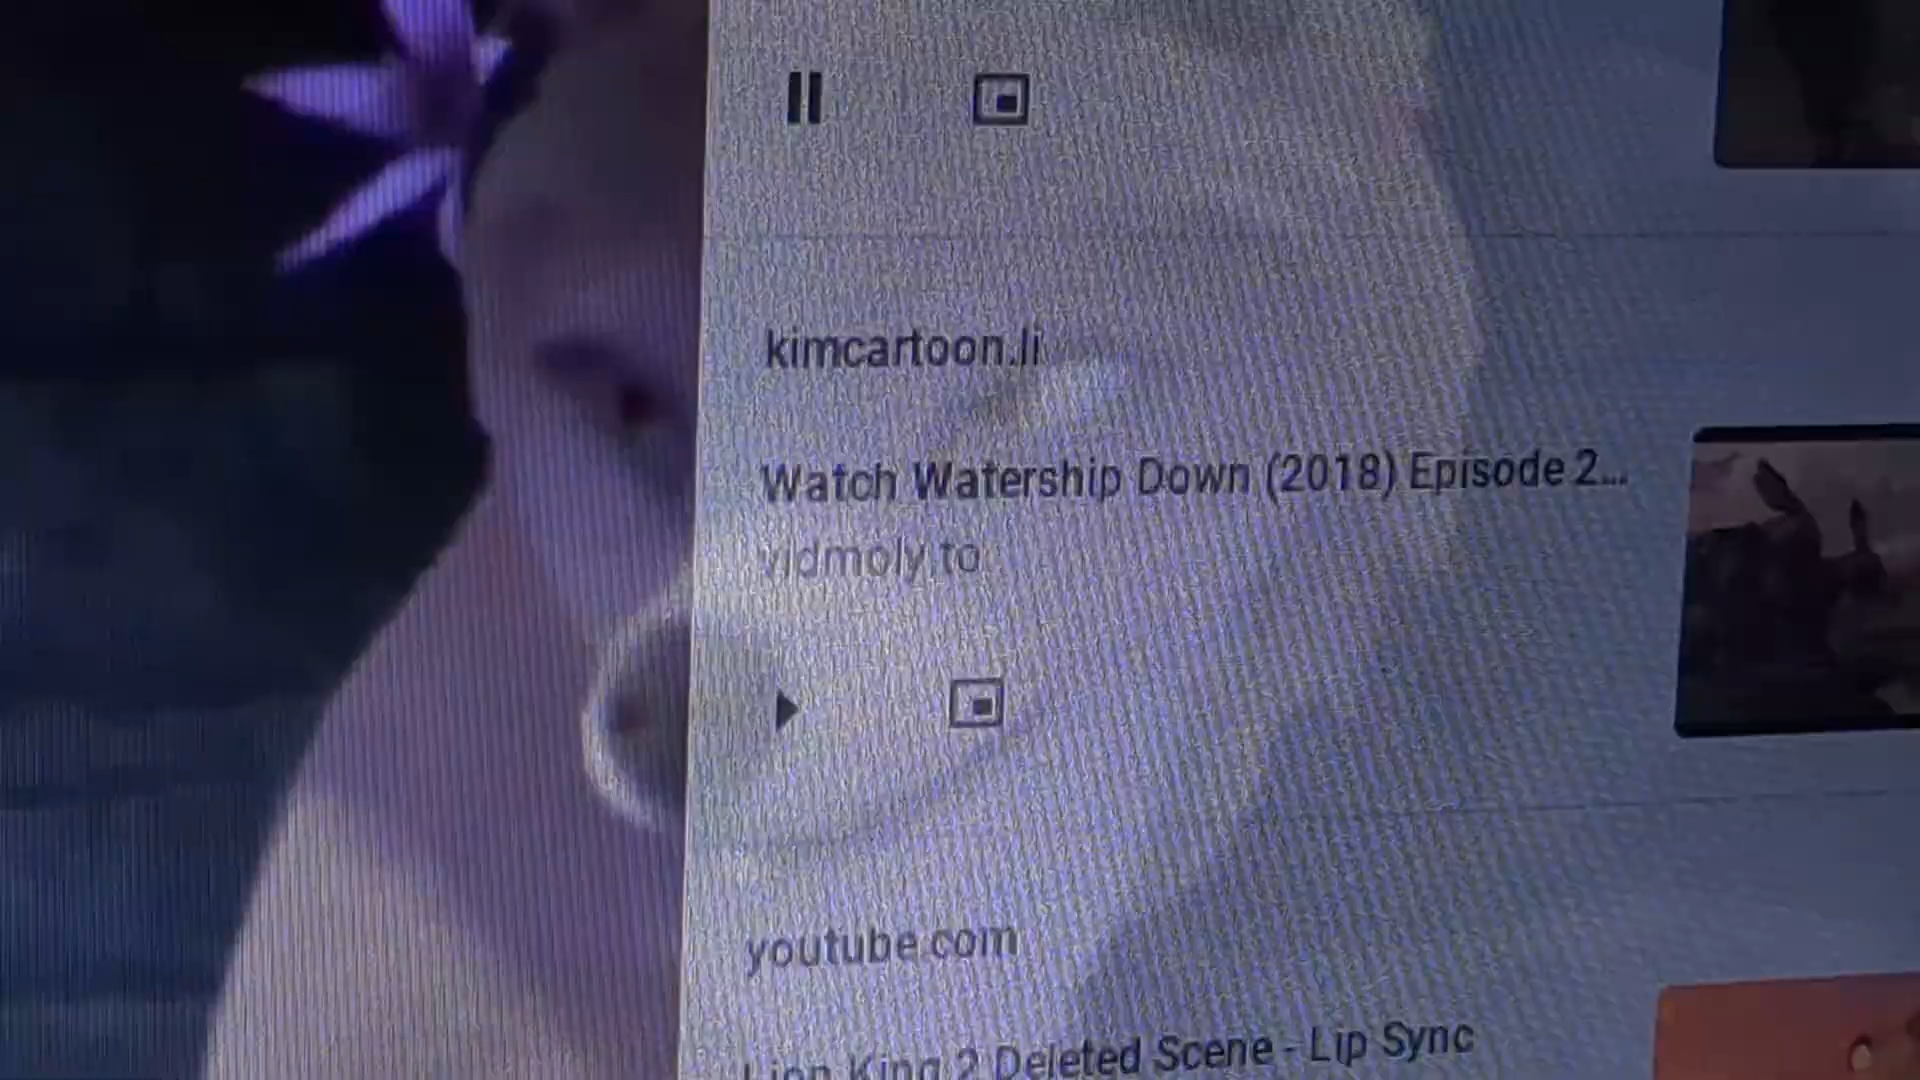 kimcartoon.li
Watch Watership Down (2018) Episode 2...
vidmoly to
youtube.com
Lion King 2 Deleted Scene - Lip Sync